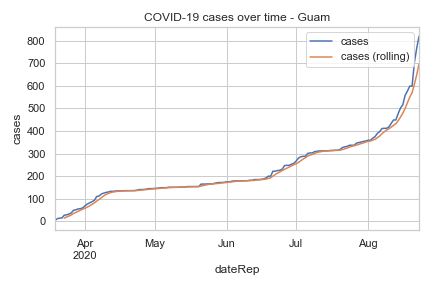 COVID-19 cases over time - Guam
cases
cases (rolling)
800
700
600
500
400
300
200
100
0
cases
Apr
2020
May
Jun
Jul
Aug
dateRep